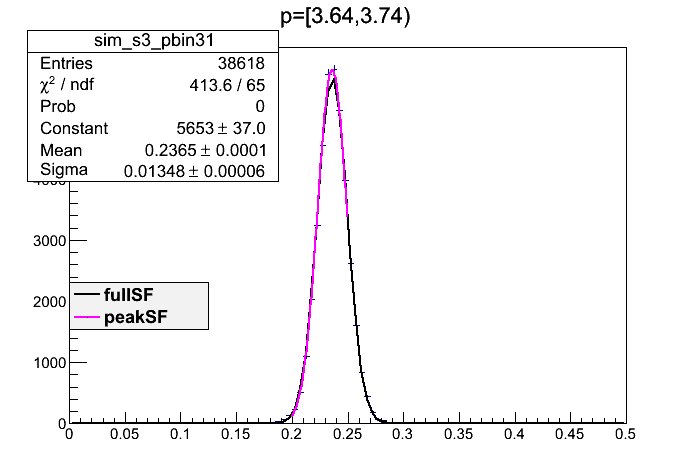 p=[3.64,3.74)
sim_s3_pbin31
Entries 38618
χ² / ndf 413.6 / 65
Prob 0
Constant 5653 ± 37.0
Mean 0.2365 ± 0.0001
Sigma 0.01348 ± 0.00006
3000
2000
1000
0
fullSF
peakSF
0 0.05 0.1 0.15 0.2 0.25 0.3 0.35 0.4 0.45 0.5